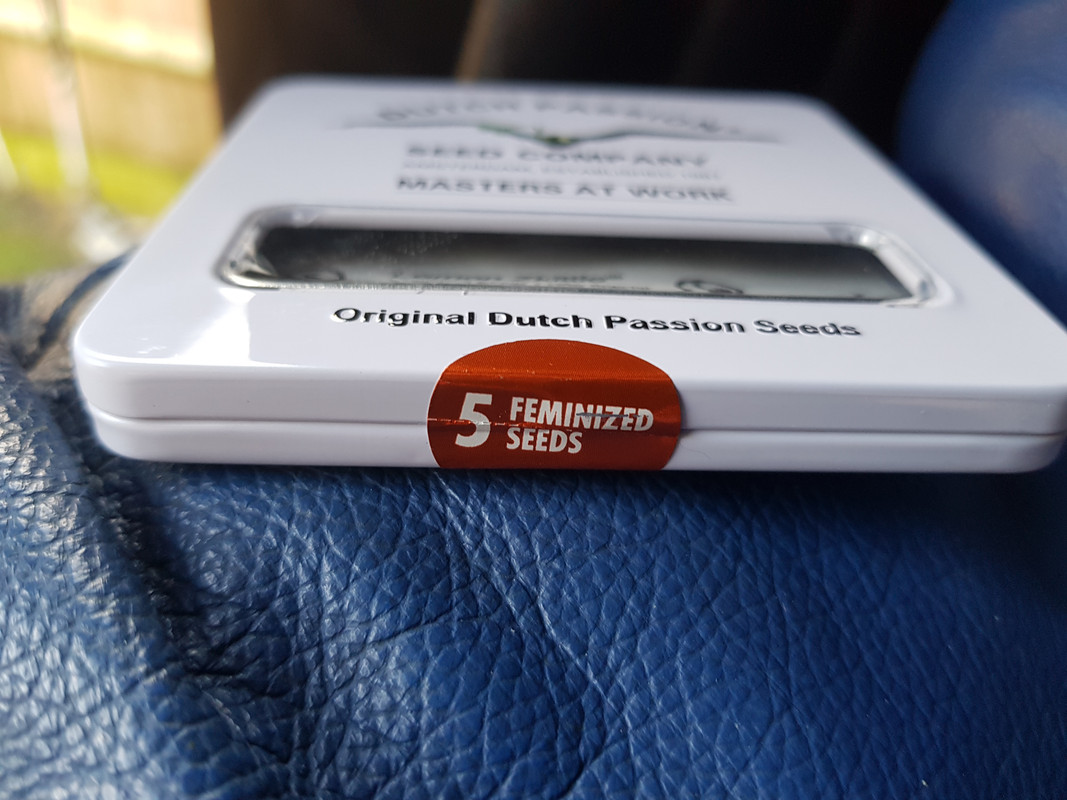 DUTCH PASSION
SEED COMPANY
MASTERS AT WORK
Original Dutch Passion Seeds
5 FEMINIZED
SEEDS